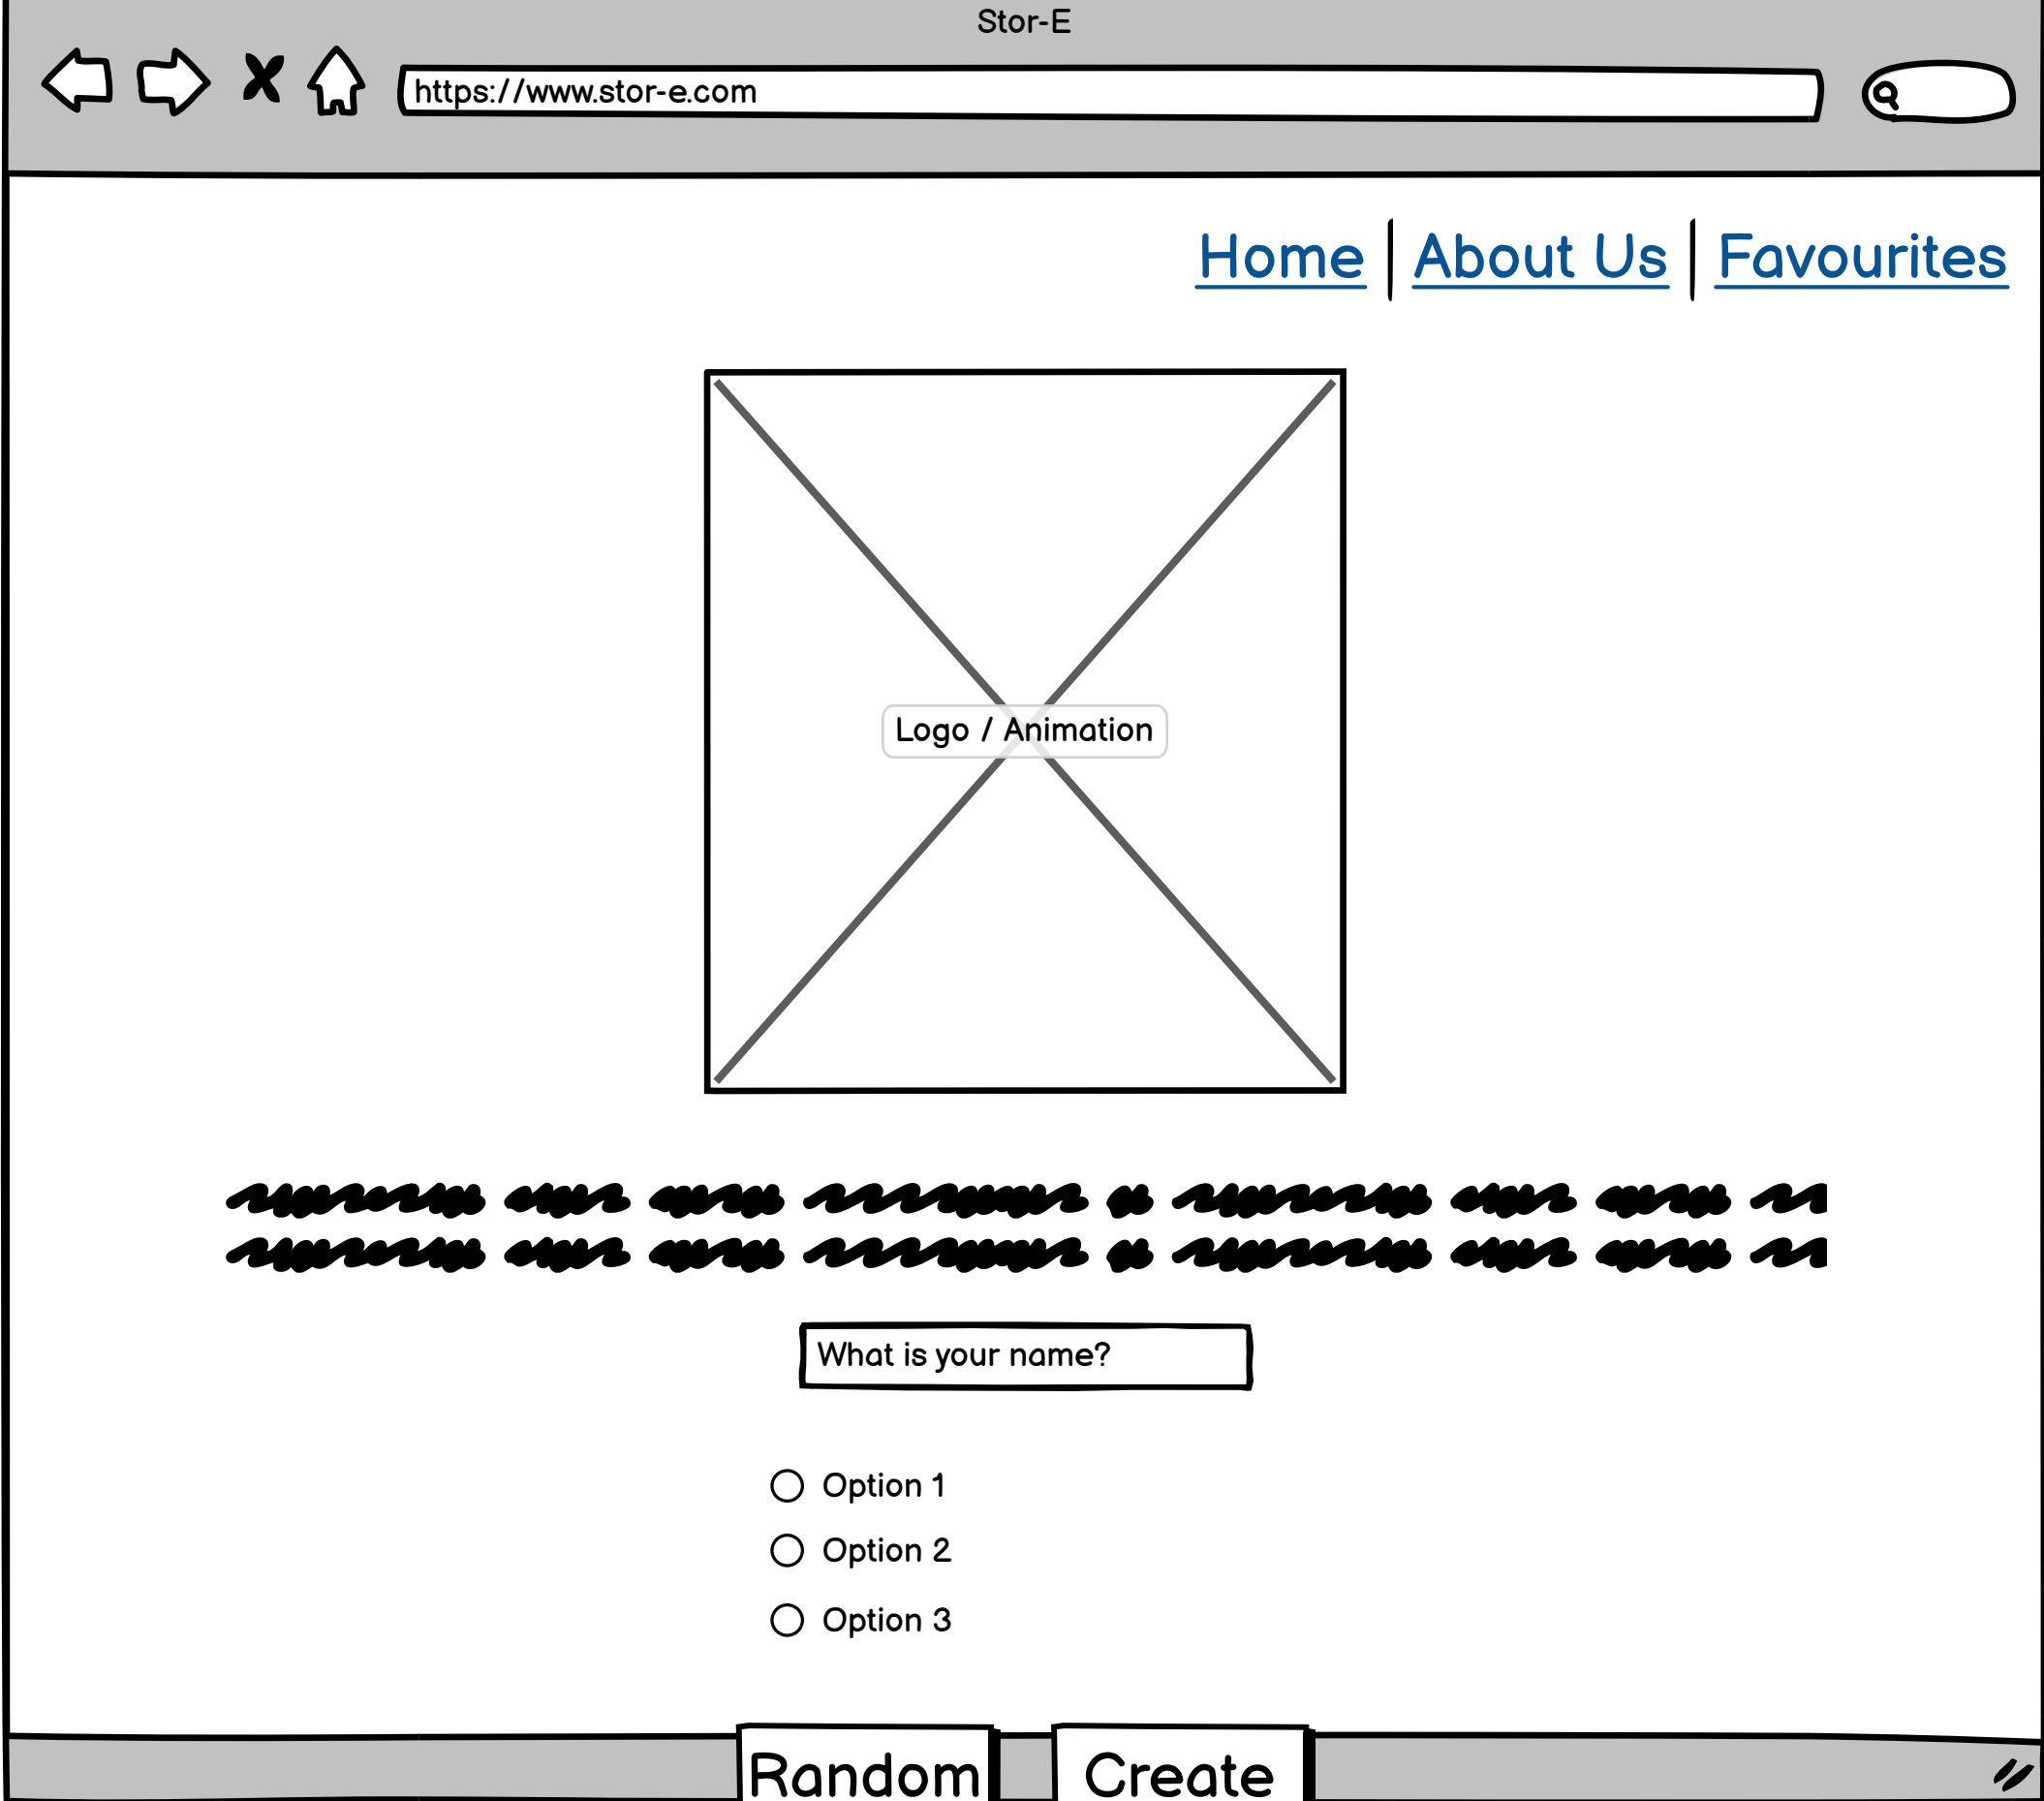 Stor-E
https://www.stor-e.com
Home About Us Favourites
Logo / Animation
What is your name?
Option 1
Option 2
Option 3
Random Create